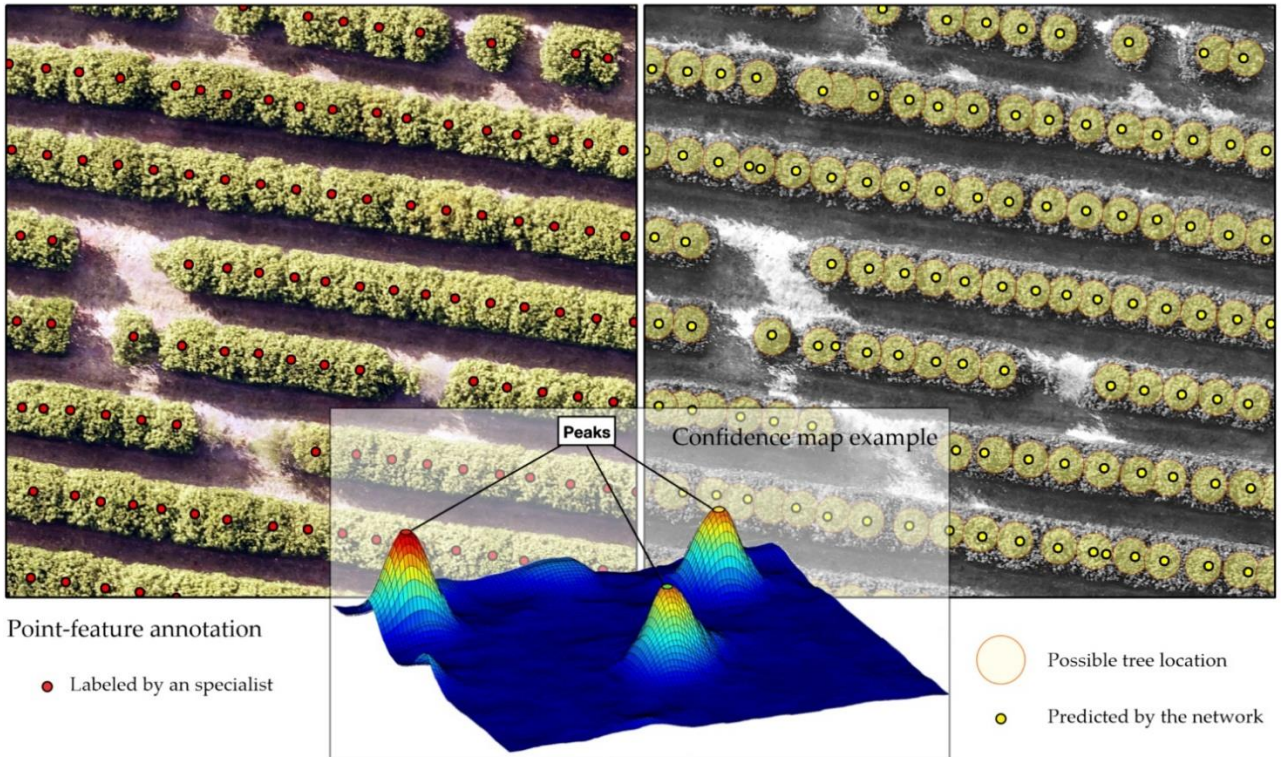 Peaks
Confidence map example
Point-feature annotation
Labeled by an specialist
Possible tree location
Predicted by the network